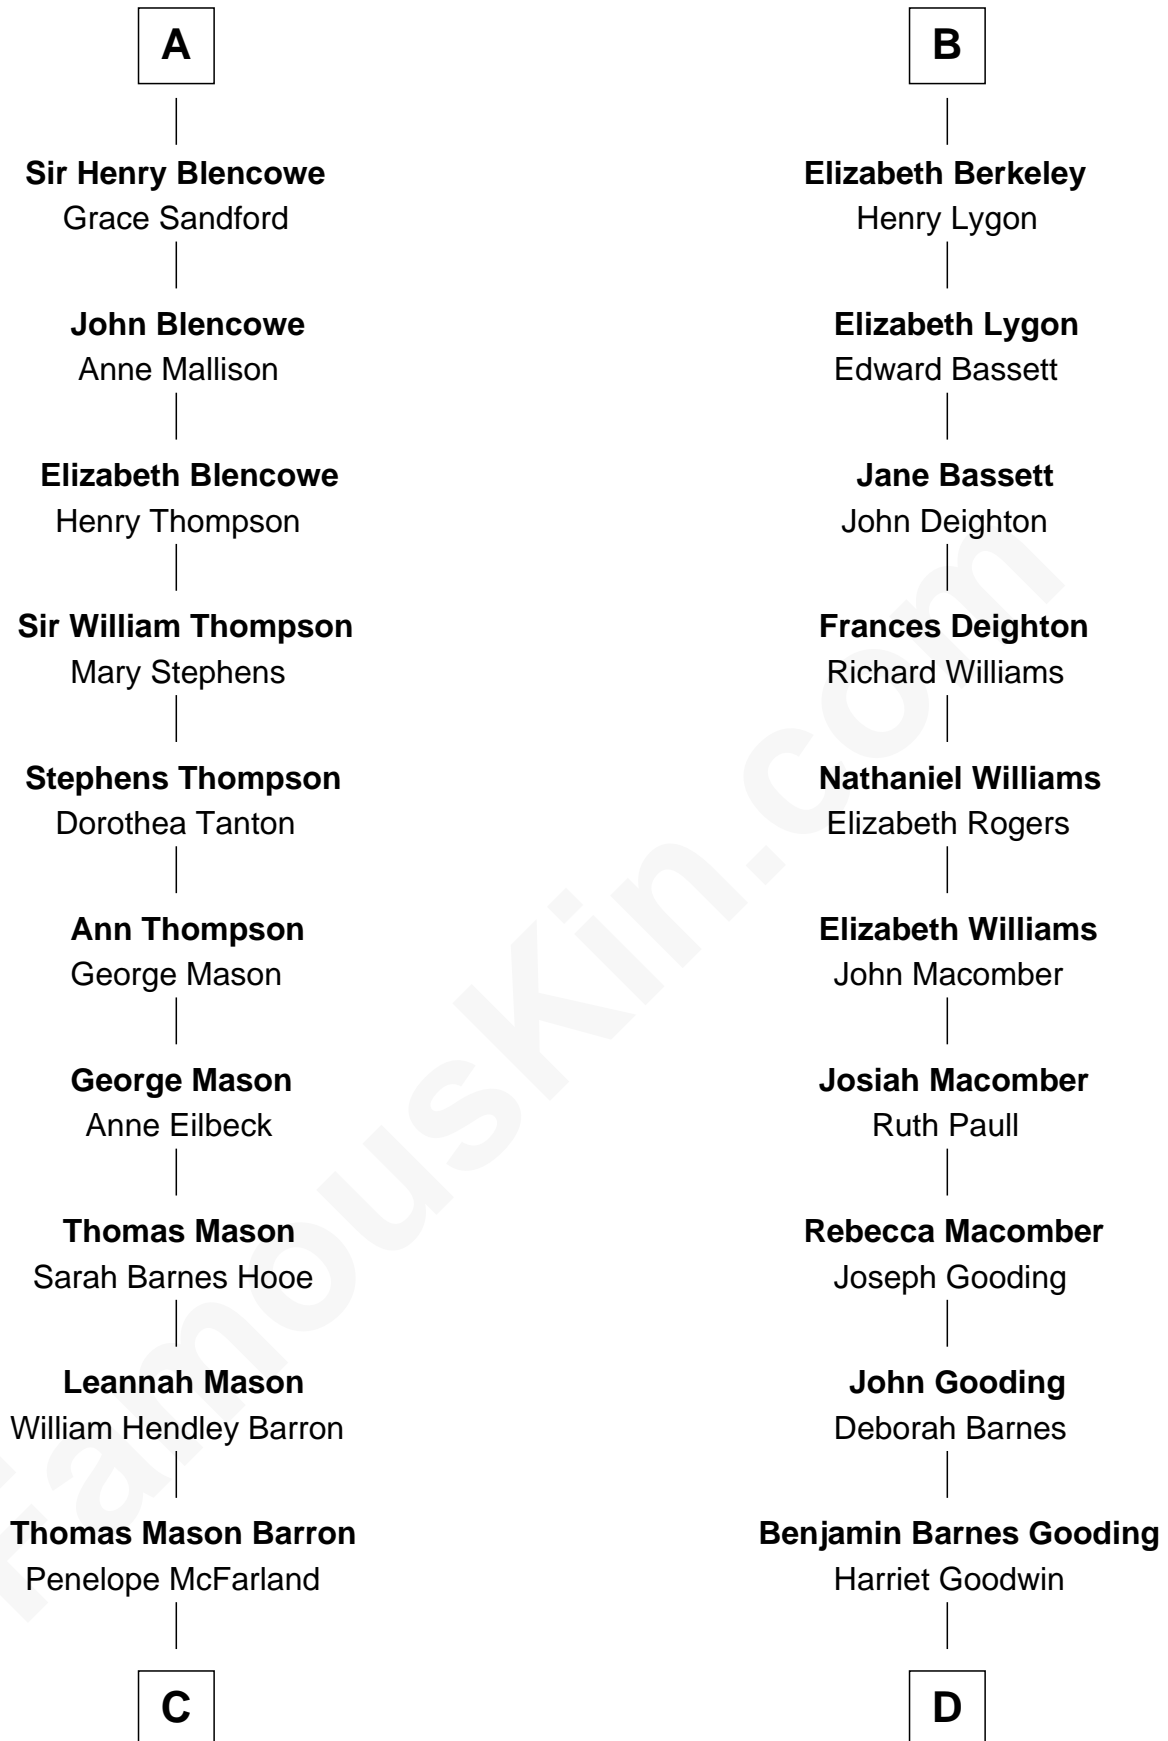 A
Sir Henry Blencowe
Grace Sandford
John Blencowe
Anne Mallison
Elizabeth Blencowe
Henry Thompson
Sir William Thompson
Mary Stephens
Stephens Thompson
Dorothea Tanton
Ann Thompson
George Mason
George Mason
Anne Eilbeck
Thomas Mason
Sarah Barnes Hooe
Leannah Mason
William Hendley Barron
Thomas Mason Barron
Penelope McFarland
C
B
Elizabeth Berkeley
Henry Lygon
Elizabeth Lygon
Edward Bassett
Jane Bassett
John Deighton
Frances Deighton
Richard Williams
Nathaniel Williams
Elizabeth Rogers
Elizabeth Williams
John Macomber
Josiah Macomber
Ruth Paull
Rebecca Macomber
Joseph Gooding
John Gooding
Deborah Barnes
Benjamin Barnes Gooding
Harriet Goodwin
D
FamousKin.com